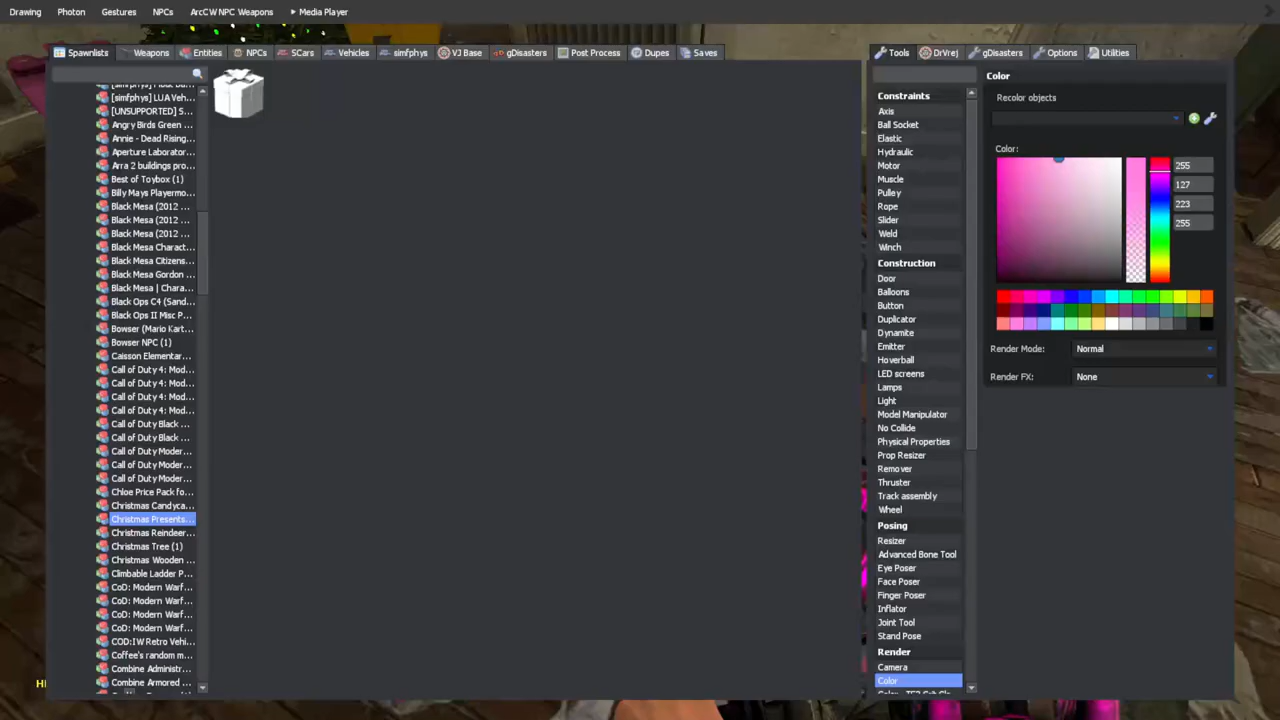 Drawing Photon Gestures NPCs ArcCW NPC Weapons Media Player
Spawnlists Weapons Entities NPCs SCars Vehicles simfphys VJ Base gDisasters Post Process Dupes Saves
[simfphys] LUA Veh...
[UNSUPPORTED] S...
Angry Birds Green ...
Annie - Dead Rising...
Aperture Laborator...
Arra 2 buildings pro...
Best of Toybox (1)
Billy Mays Playermo...
Black Mesa (2012 ...
Black Mesa (2012 ...
Black Mesa (2012 ...
Black Mesa Charact...
Black Mesa Citizens...
Black Mesa Gordon ...
Black Mesa | Chara...
Black Ops C4 (Sand...
Black Ops II Misc P...
Bowser (Mario Kart...
Bowser NPC (1)
Caisson Elementar...
Call of Duty 4: Mod...
Call of Duty 4: Mod...
Call of Duty 4: Mod...
Call of Duty 4: Mod...
Call of Duty Black ...
Call of Duty Black ...
Call of Duty Moder...
Call of Duty Moder...
Call of Duty Moder...
Chloe Price Pack fo...
Christmas Candyca...
Christmas Presents...
Christmas Reindeer...
Christmas Tree (1)
Christmas Wooden ...
Climbable Ladder P...
CoD: Modern Warf...
CoD: Modern Warf...
CoD: Modern Warf...
CoD: Modern Warf...
COD:IW Retro Vehi...
Coffee's random m...
Combine Administr...
Combine Armored ...
Tools DrVrej gDisasters Options Utilities
Constraints
Axis
Ball Socket
Elastic
Hydraulic
Motor
Muscle
Pulley
Rope
Slider
Weld
Winch
Construction
Door
Balloons
Button
Duplicator
Dynamite
Emitter
Hoverball
LED screens
Lamps
Light
Model Manipulator
No Collide
Physical Properties
Prop Resizer
Remover
Thruster
Track assembly
Wheel
Posing
Resizer
Advanced Bone Tool
Eye Poser
Face Poser
Finger Poser
Inflator
Joint Tool
Stand Pose
Render
Camera
Color
Color
Recolor objects
Color:
255
127
223
255
Render Mode: Normal
Render FX: None